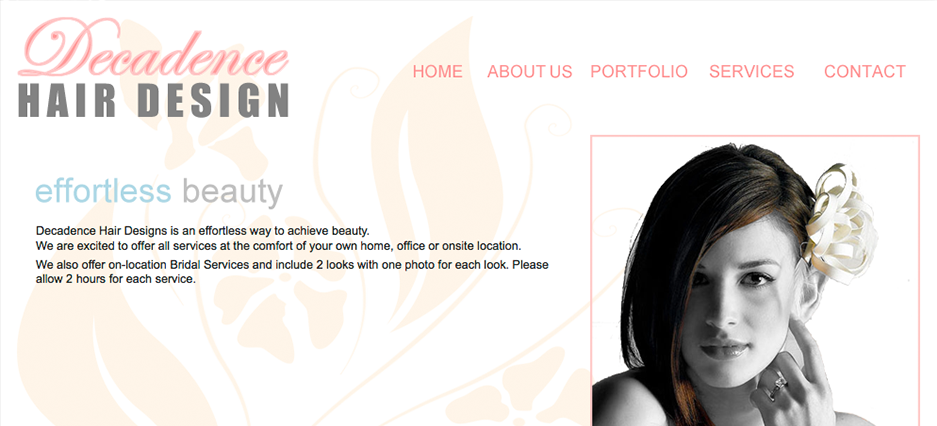 Decadence
HAIR DESIGN
HOME ABOUT US PORTFOLIO SERVICES CONTACT
effortless beauty
Decadence Hair Designs is an effortless way to achieve beauty.
We are excited to offer all services at the comfort of your own home, office or onsite location.
We also offer on-location Bridal Services and include 2 looks with one photo for each look. Please
allow 2 hours for each service.